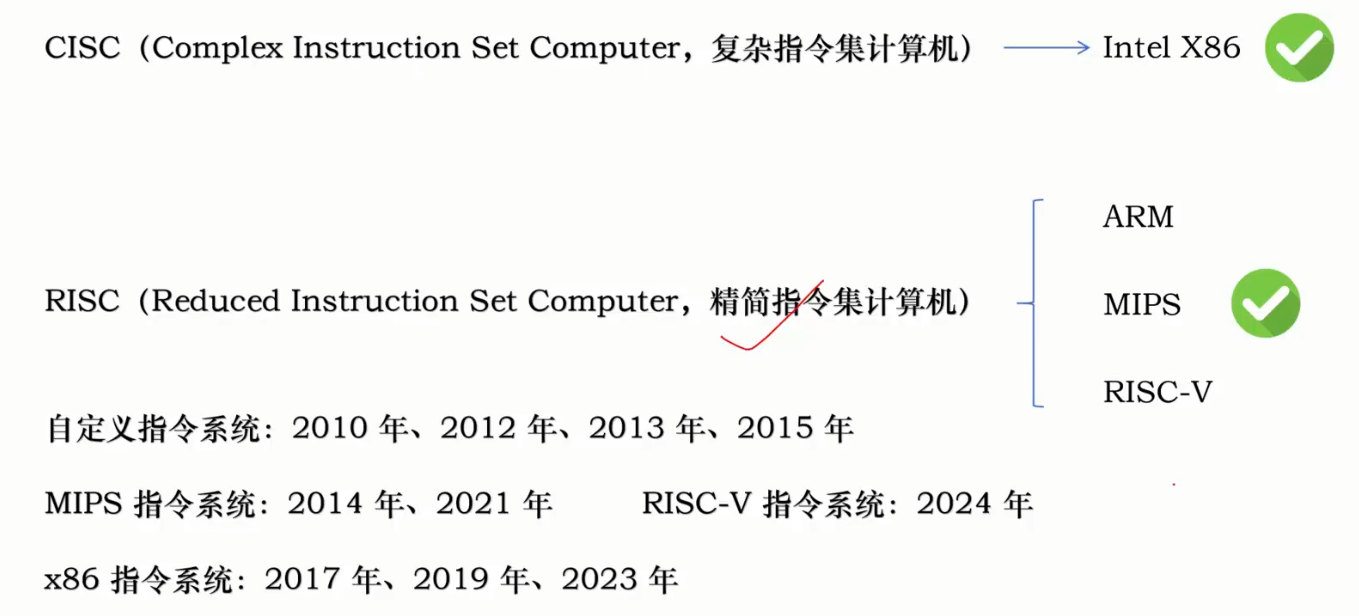 CISC（Complex Instruction Set Computer，复杂指令集计算机） Intel X86
ARM
RISC（Reduced Instruction Set Computer，精简指令集计算机） MIPS
RISC-V
自定义指令系统：2010 年、2012 年、2013 年、2015 年
MIPS 指令系统：2014 年、2021 年 RISC-V 指令系统：2024 年
x86 指令系统：2017 年、2019 年、2023 年